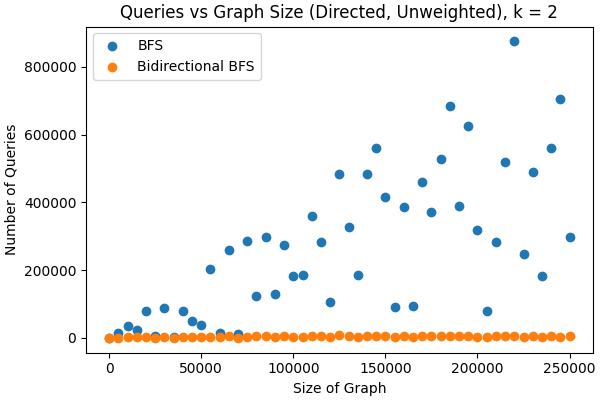 Queries vs Graph Size (Directed, Unweighted), k = 2
BFS
Bidirectional BFS
800000
600000
400000
200000
0
Number of Queries
0 50000 100000 150000 200000 250000
Size of Graph